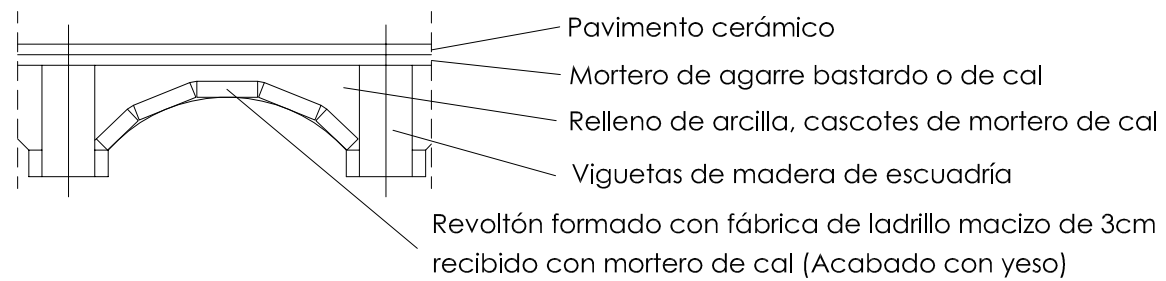 Pavimento cerámico
Mortero de agarre bastardo o de cal
Relleno de arcilla, cascotes de mortero de cal
Viguetas de madera de escuadría
Revoltón formado con fábrica de ladrillo macizo de 3cm
recibido con mortero de cal (Acabado con yeso)